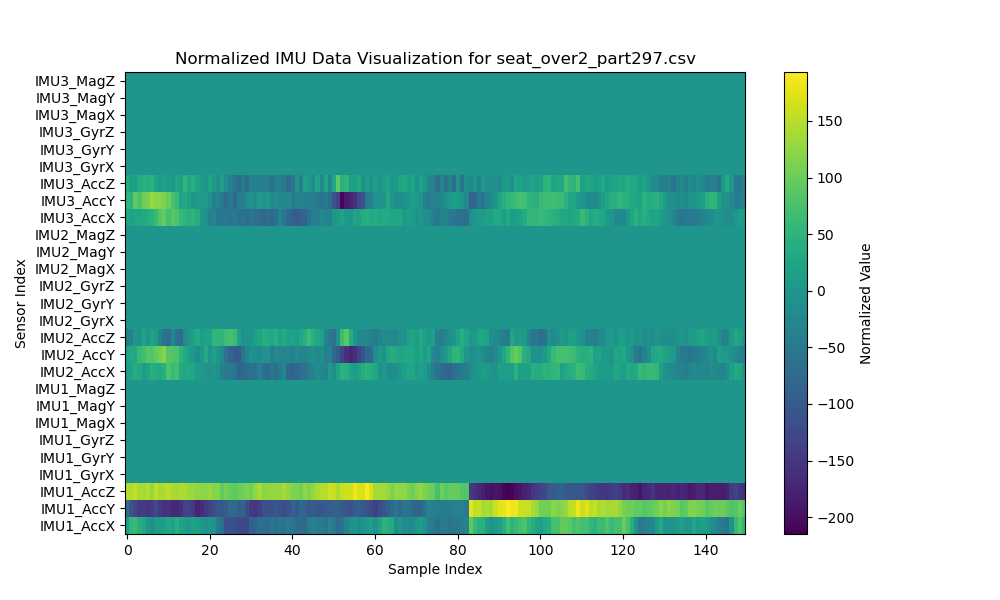 Normalized IMU Data Visualization for seat_over2_part297.csv
IMU3_MagZ
IMU3_MagY
IMU3_MagX
IMU3_GyrZ
IMU3_GyrY
IMU3_GyrX
IMU3_AccZ
IMU3_AccY
IMU3_AccX
IMU2_MagZ
IMU2_MagY
IMU2_MagX
IMU2_GyrZ
IMU2_GyrY
IMU2_GyrX
IMU2_AccZ
IMU2_AccY
IMU2_AccX
IMU1_MagZ
IMU1_MagY
IMU1_MagX
IMU1_GyrZ
IMU1_GyrY
IMU1_GyrX
IMU1_AccZ
IMU1_AccY
IMU1_AccX
Sensor Index
0 20 40 60 80 100 120 140
Sample Index
150
100
50
0
−50
−100
−150
−200
Normalized Value